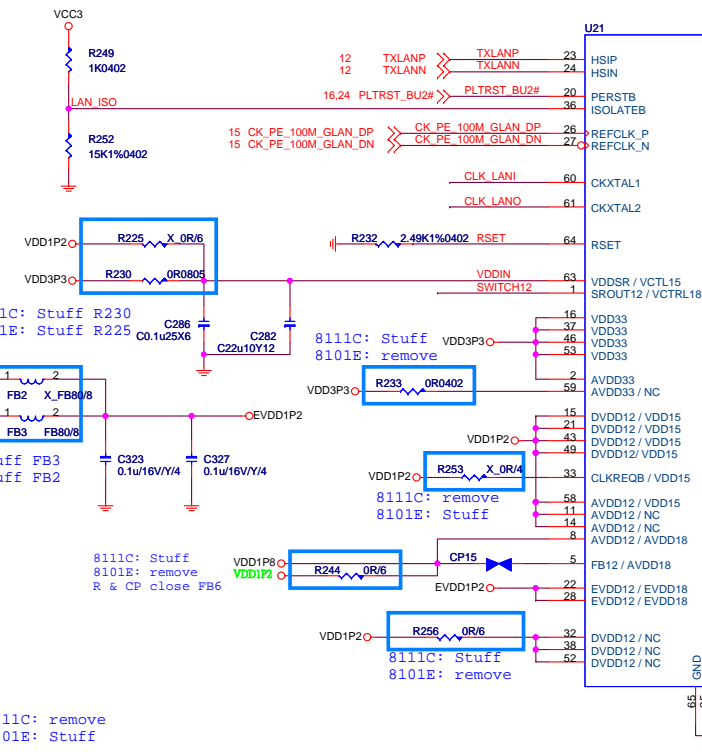 VCC3
R249
1K0402
LAN_ISO
R252
15K1%0402
U21
12 TXLANP TXLANP 23 HSIP
12 TXLANN TXLANN 24 HSIN
16,24 PLTRST_BU2# PLTRST_BU2# 20 PERSTB
36 ISOLATEB
15 CK_PE_100M_GLAN_DP CK_PE_100M_GLAN_DP 26 REFCLK_P
15 CK_PE_100M_GLAN_DN CK_PE_100M_GLAN_DN 27 REFCLK_N
CLK_LANI 60 CKXTAL1
CLK_LANO 61 CKXTAL2
R232 2.49K1%0402 RSET 64 RSET
VDD1P2 R225 X_0R/6
VDD3P3 R230 0R0805
VDDIN 63 VDDSR / VCTL15
SWITCH12 1 SROUT12 / VCTRL18
1C: Stuff R230
1E: Stuff R225
C286
C0.1u25X6
C282
C22u10Y12
8111C: Stuff
8101E: remove
VDD3P3
16 VDD33
37 VDD33
46 VDD33
53 VDD33
2 AVDD33
VDD3P3 R233 0R0402 59 AVDD33 / NC
1 2
FB2 X_FB80/8
1 2
FB3 FB80/8
EVDD1P2
C323
0.1u/16V/Y/4
C327
0.1u/16V/Y/4
uff FB3
uff FB2
VDD1P2
15 DVDD12 / VDD15
21 DVDD12 / VDD15
43 DVDD12 / VDD15
49 DVDD12/ VDD15
VDD1P2 R253 X_0R/4 33 CLKREQB / VDD15
8111C: remove
8101E: Stuff
58 AVDD12 / VDD15
11 AVDD12 / NC
14 AVDD12 / NC
8 AVDD12 / AVDD18
8111C: Stuff
8101E: remove
R & CP close FB6
VDD1P8
VDD1P2 R244 0R/6
CP15 5 FB12 / AVDD18
EVDD1P2 22 EVDD12 / EVDD18
28 EVDD12 / EVDD18
VDD1P2 R256 0R/6 32 DVDD12 / NC
38 DVDD12 / NC
52 DVDD12 / NC
8111C: Stuff
8101E: remove
GND
65
11C: remove
01E: Stuff